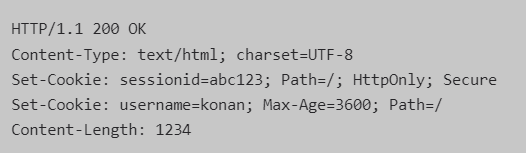 HTTP/1.1 200 OK
Content-Type: text/html; charset=UTF-8
Set-Cookie: sessionid=abc123; Path=/; HttpOnly; Secure
Set-Cookie: username=konan; Max-Age=3600; Path=/
Content-Length: 1234